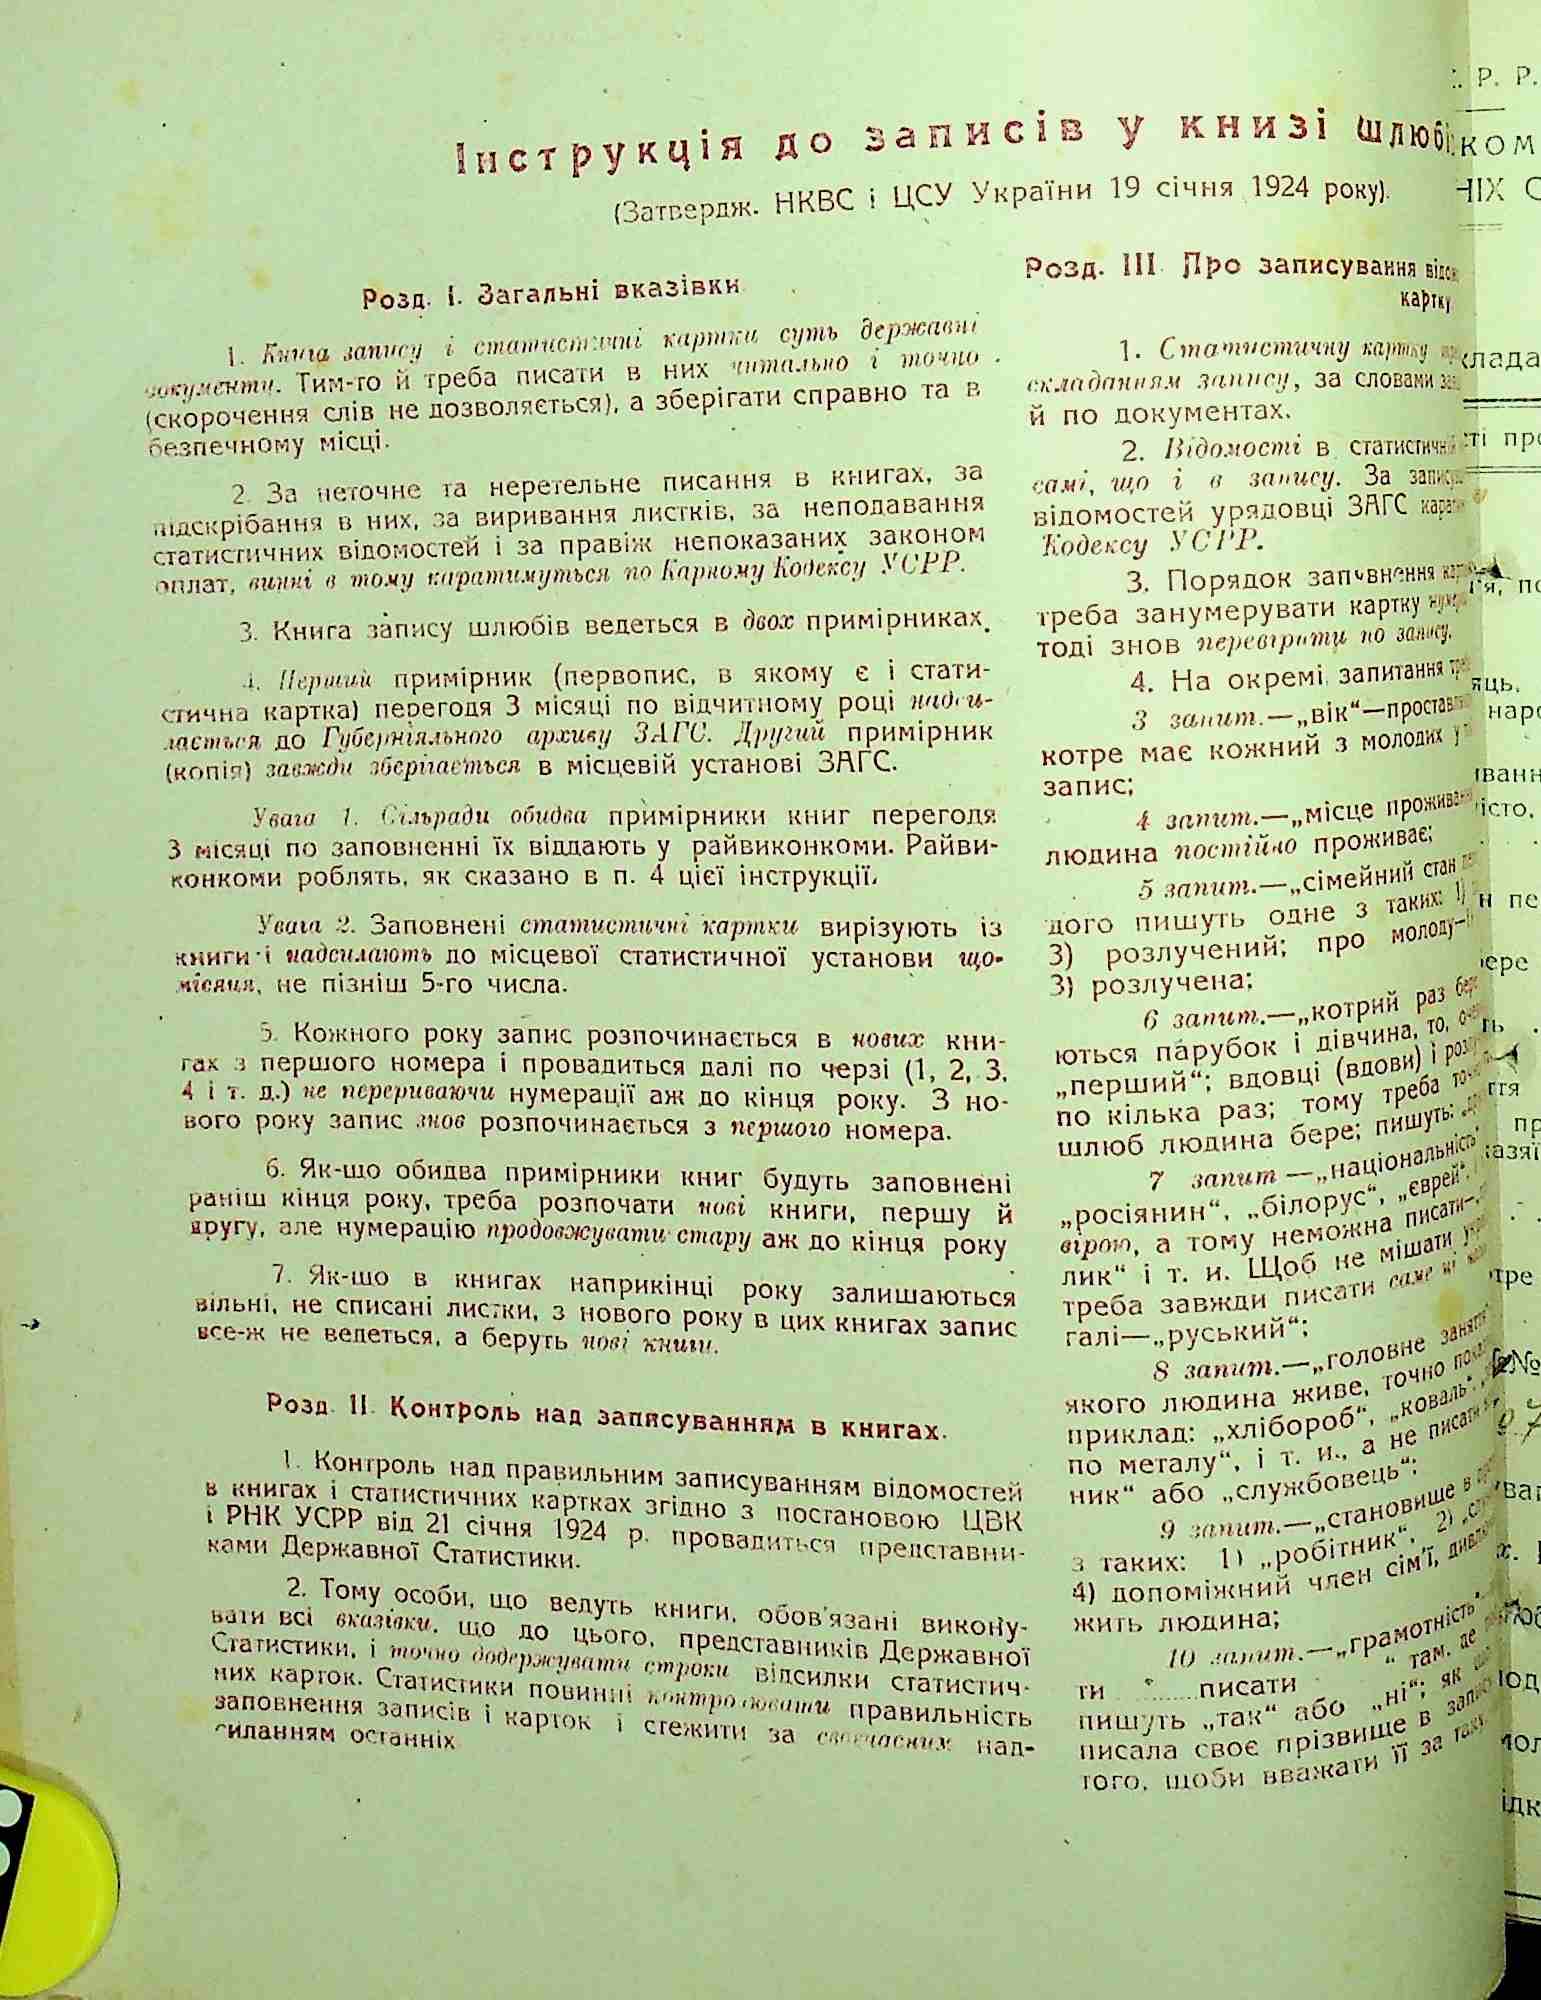 Інструкція до записів у книзі шлюбі
(Затвердж. НКВС і ЦСУ України 19 січня 1924 року).
Розд. І. Загальні вказівки
1. Книга запису і статистичні картки суть державні
документи. Тим-го й треба писати в них читально і точно
(скорочення слів не дозволяється), а зберігати справно та в
безпечному місці.
2. За неточне та неретельне писання в книгах, за
підскрібання в них, за виривання листків, за неподавання
статистичних відомостей і за правіж непоказаних законом
оплат, винні в тому каратимуться по Карному Кодексу УСРР.
3. Книга запису шлюбів ведеться в двох примірниках.
4. Перший примірник (первопис, в якому є і стати-
стична картка) перегодя 3 місяці по відчитному році надси-
лається до Губерніяльного архиву ЗАГС. Другий примірник
(копія) завжди зберігається в місцевій установі ЗАГС.
Увага 1. Сільради обидва примірники книг перегодя
3 місяці по заповненні їх віддають у райвиконкоми. Райви-
конкоми роблять, як сказано в п. 4 цієї інструкції.
Увага 2. Заповнені статистичні картки вирізують із
книги і надсилають до місцевої статистичної установи що-
місяця, не пізніш 5-го числа.
5. Кожного року запис розпочинається в нових кни-
гах з першого номера і провадиться далі по черзі (1, 2, 3,
4 і т. д.) не перериваючи нумерації аж до кінця року. З но-
вого року запис знов розпочинається з першого номера.
6. Як-що обидва примірники книг будуть заповнені
раніш кінця року, треба розпочати нові книги, першу й
другу, але нумерацію продовжувати стару аж до кінця року
7. Як-що в книгах наприкінці року залишаються
вільні, не списані листки, з нового року в цих книгах запис
все-ж не ведеться, а беруть нові книги.
Розд. ІІ. Контроль над записуванням в книгах.
1. Контроль над правильним записуванням відомостей
в книгах і статистичних картках згідно з постановою ЦВК
і РНК УСРР від 21 січня 1924 р. провадиться представни-
ками Державної Статистики.
2. Тому особи, що ведуть книги, обов'язані викону-
вати всі вказівки, що до цього, представників Державної
Статистики, і точно додержувати строки відсилки статистич-
них карток. Статистики повинні контролювати правильність
заповнення записів і карток і стежити за своєчасним над-
силанням останніх
Розд. ІІІ. Про записування
картку
1. Статистичну картку
складанням запису, за словами
й по документах.
2. Відомості в
самі, що і в запису. За
відомостей урядовці ЗАГС
Кодексу УСРР.
3. Порядок заповнення
треба занумерувати картку
тоді знов перевірити по запису.
4. На окремі запитання
3 запит.—„вік“—
котре має кожний з молодих
запис;
4 запит.—„місце
людина постійно проживає;
5 запит.—„сімейний стан
дого пишуть одне з таких: 1)
3) розлучений; про молоду—
3) розлучена;
6 запит.—„котрий раз
ються парубок і дівчина, то,
„перший“; вдовці (вдови) і
по кілька раз; тому треба
шлюб людина бере; пишуть:
7 запит—„національність“
„росіянин“, „білорус“, „єврей“.
вірою, а тому неможна писати—
лик“ і т. и. Щоб не мішати
треба завжди писати саме
галі—„руський“;
8 запит.—„головне
якого людина живе, точно
приклад: „хлібороб“, „коваль“,
по металу“, і т. и., а не писати
ник“ або „службовець“;
9 запит.—„становище в
з таких: 1) „робітник“, 2)
4) допоміжний член сім'ї,
жить людина;
10 запит.—„грамотність“
ти писати “ там, де
пишуть „так“ або „ні“; як
писала своє прізвище в
того, щоби вважати її за